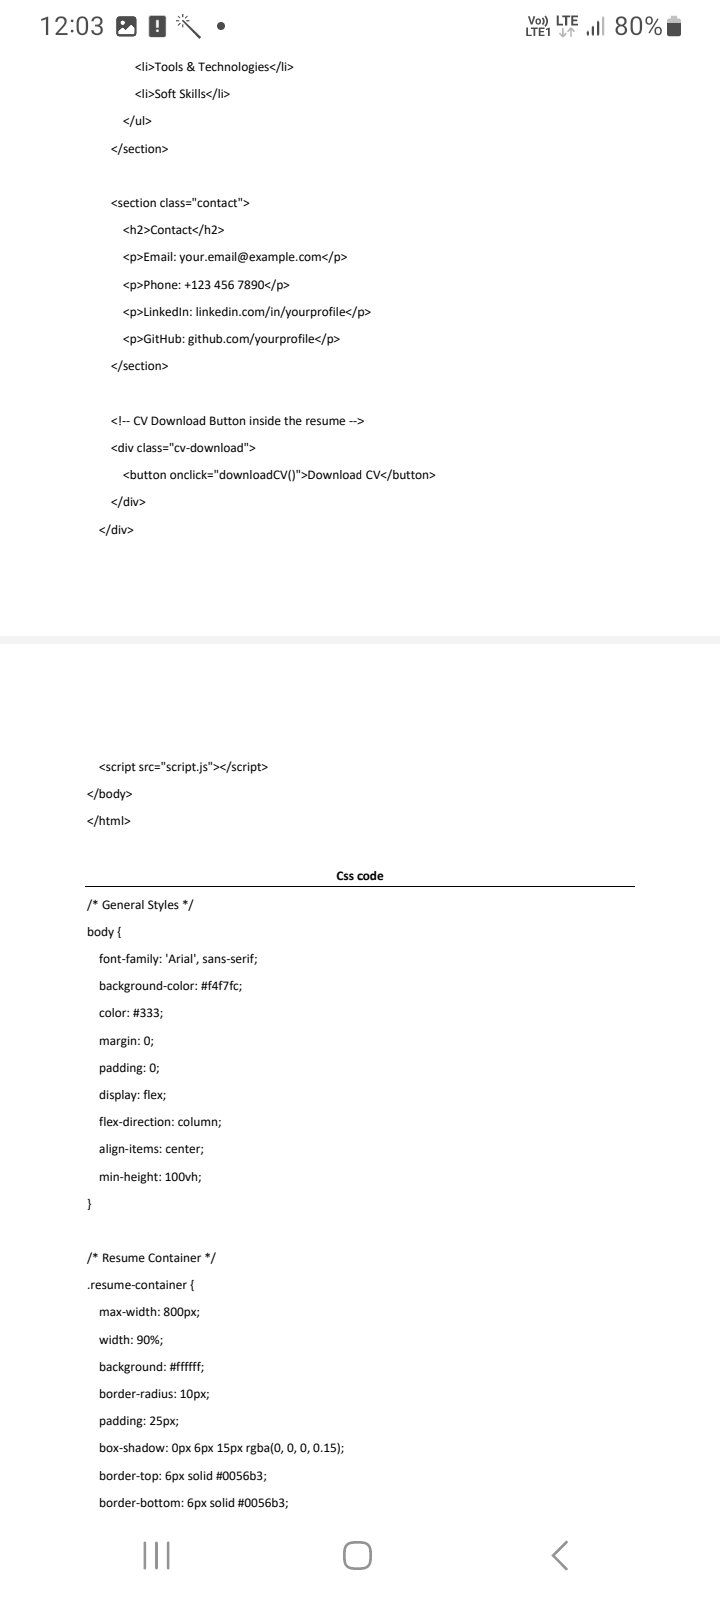 12:03
Vo)) LTE
LTE1
80%
<li>Tools & Technologies</li>
<li>Soft Skills</li>
</ul>
</section>
<section class="contact">
<h2>Contact</h2>
<p>Email: your.email@example.com</p>
<p>Phone: +123 456 7890</p>
<p>LinkedIn: linkedin.com/in/yourprofile</p>
<p>GitHub: github.com/yourprofile</p>
</section>
<!-- CV Download Button inside the resume -->
<div class="cv-download">
<button onclick="downloadCV()">Download CV</button>
</div>
</div>
<script src="script.js"></script>
</body>
</html>
Css code
/* General Styles */
body {
font-family: 'Arial', sans-serif;
background-color: #f4f7fc;
color: #333;
margin: 0;
padding: 0;
display: flex;
flex-direction: column;
align-items: center;
min-height: 100vh;
}
/* Resume Container */
.resume-container {
max-width: 800px;
width: 90%;
background: #ffffff;
border-radius: 10px;
padding: 25px;
box-shadow: 0px 6px 15px rgba(0, 0, 0, 0.15);
border-top: 6px solid #0056b3;
border-bottom: 6px solid #0056b3;